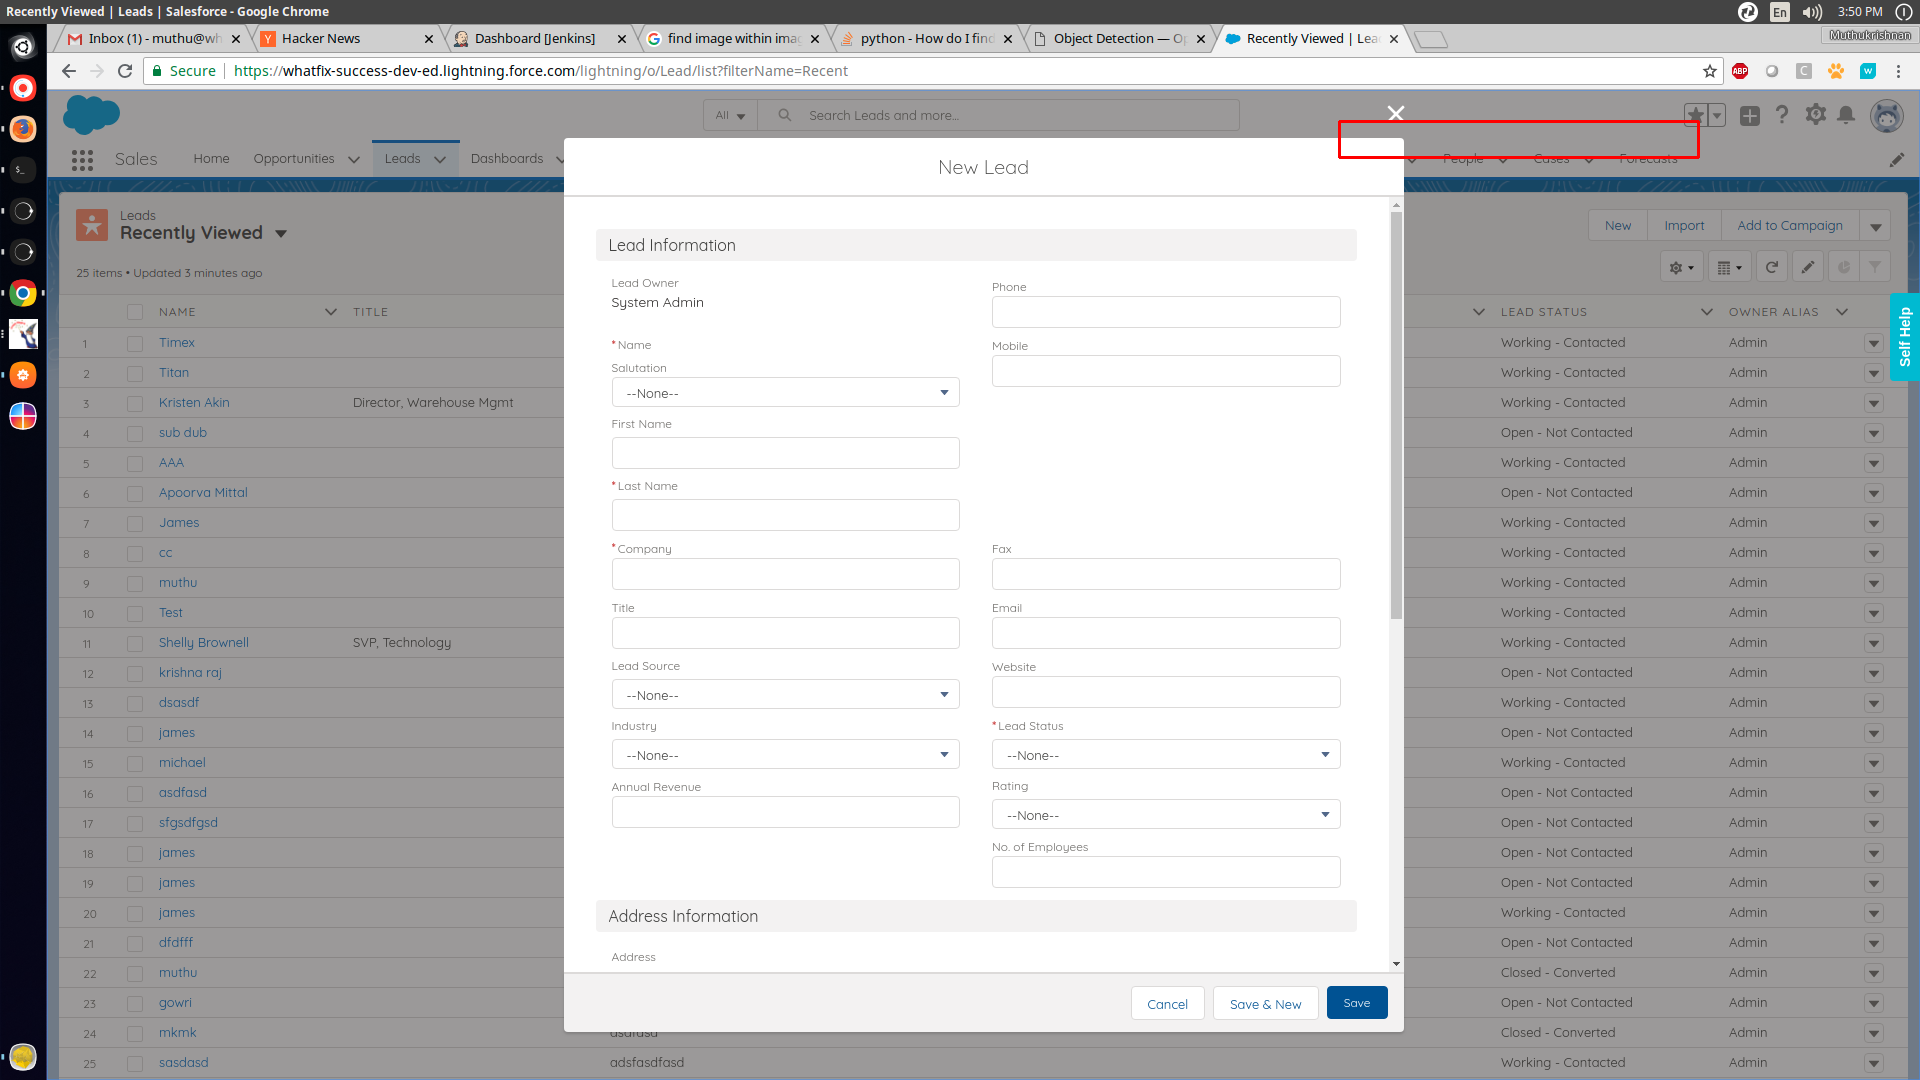 Recently Viewed | Leads | Salesforce - Google Chrome
En
3:50 PM
Inbox (1) - muthu@wh
Hacker News
Dashboard [Jenkins]
find image within ima
python - How do I find
Object Detection — Op
Recently Viewed | Lea
Muthukrishnan
Secure
https://whatfix-success-dev-ed.lightning.force.com/lightning/o/Lead/list?filterName=Recent
ABP
C
w
All
Search Leads and more...
Sales
Home
Opportunities
Leads
Dashboards
People
Cases
Forecasts
New Lead
Leads
Recently Viewed
New
Import
Add to Campaign
25 items • Updated 3 minutes ago
NAME
TITLE
LEAD STATUS
OWNER ALIAS
Self Help
1 Timex Working - Contacted Admin
2 Titan Working - Contacted Admin
3 Kristen Akin Director, Warehouse Mgmt Working - Contacted Admin
4 sub dub Open - Not Contacted Admin
5 AAA Working - Contacted Admin
6 Apoorva Mittal Open - Not Contacted Admin
7 James Working - Contacted Admin
8 cc Working - Contacted Admin
9 muthu Working - Contacted Admin
10 Test Working - Contacted Admin
11 Shelly Brownell SVP, Technology Working - Contacted Admin
12 krishna raj Open - Not Contacted Admin
13 dsasdf Working - Contacted Admin
14 james Open - Not Contacted Admin
15 michael Working - Contacted Admin
16 asdfasd Open - Not Contacted Admin
17 sfgsdfgsd Open - Not Contacted Admin
18 james Open - Not Contacted Admin
19 james Open - Not Contacted Admin
20 james Working - Contacted Admin
21 dfdfff Open - Not Contacted Admin
22 muthu Closed - Converted Admin
23 gowri Open - Not Contacted Admin
24 mkmk asdfasd Closed - Converted Admin
25 sasdasd adsfasdfasd Working - Contacted Admin
Lead Information
Lead Owner
System Admin
Phone
*Name
Mobile
Salutation
--None--
First Name
*Last Name
*Company
Fax
Title
Email
Lead Source
--None--
Website
Industry
--None--
*Lead Status
--None--
Annual Revenue
Rating
--None--
No. of Employees
Address Information
Address
Cancel
Save & New
Save